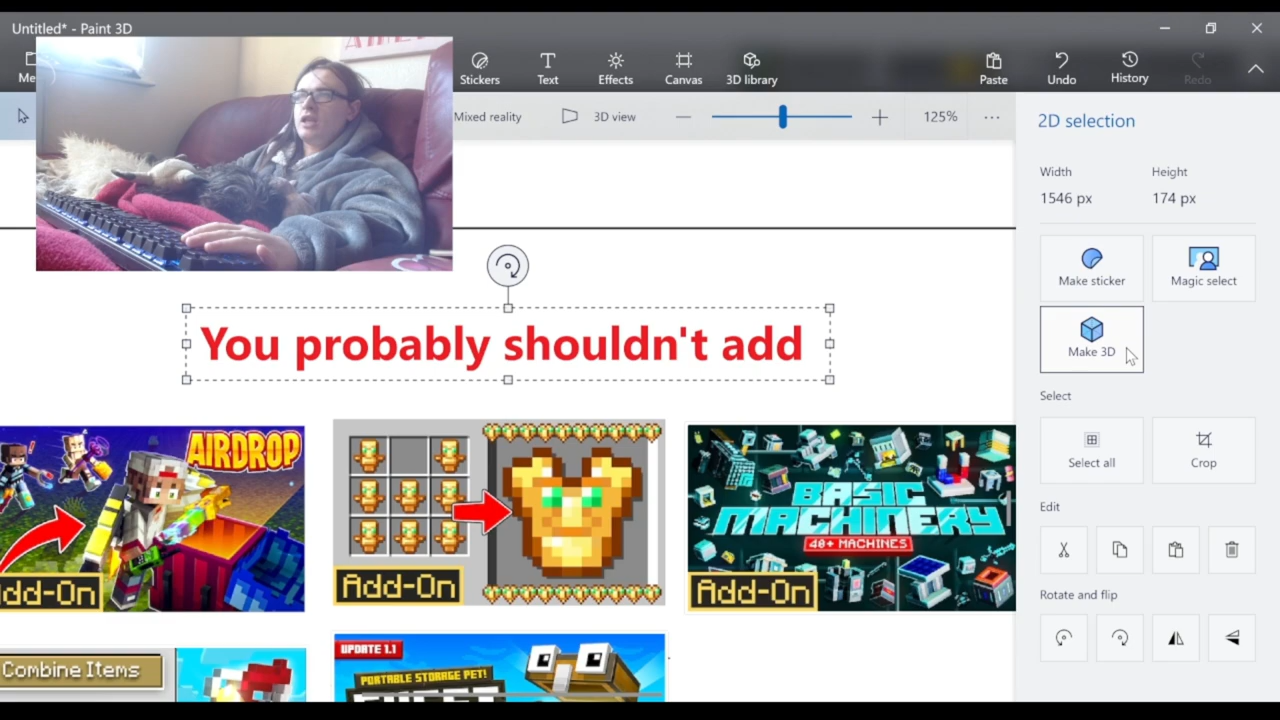 Untitled* - Paint 3D
Me
Stickers
Text
Effects
Canvas
3D library
Paste
Undo
History
Redo
Mixed reality
3D view
125%
2D selection
Width
Height
1546 px
174 px
Make sticker
Magic select
Make 3D
Select
Select all
Crop
Edit
Rotate and flip
You probably shouldn't add
AIRDROP
dd-On
Add-On
BASIC
MACHINERY
40+ MACHINES
Add-On
Combine Items
UPDATE 1.1
PORTABLE STORAGE PET!